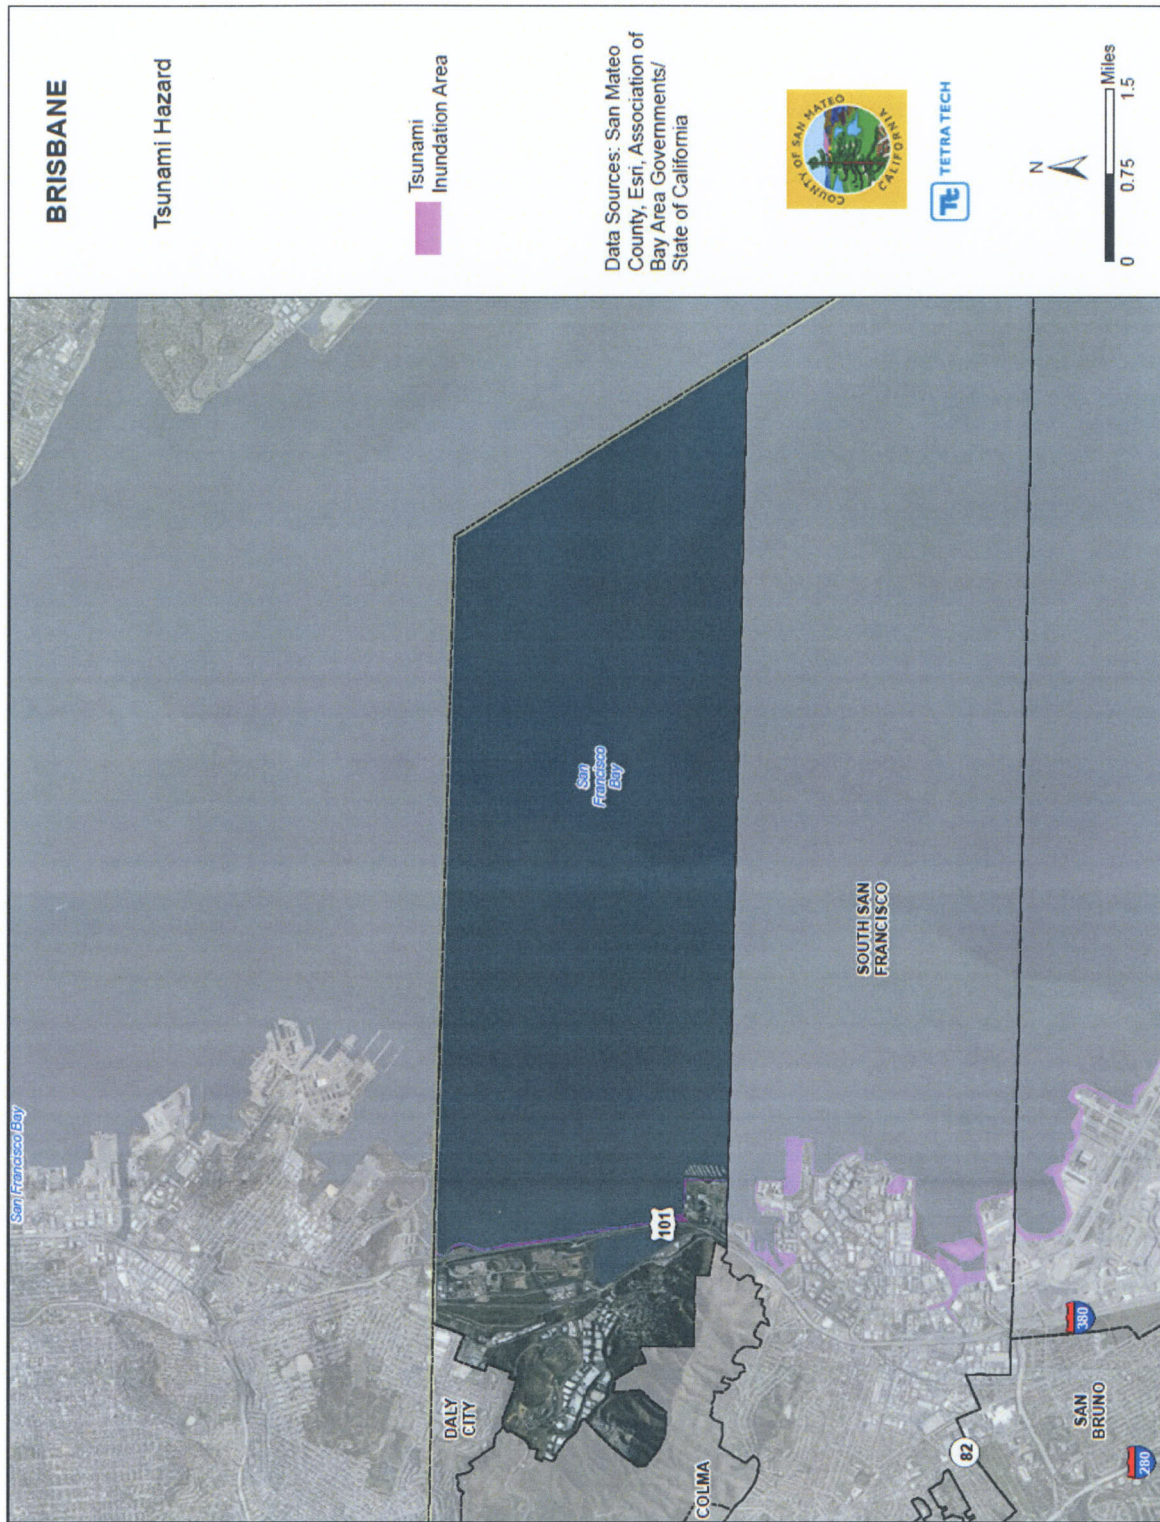 BRISBANE
Tsunami Hazard
Tsunami
Inundation Area
Data Sources: San Mateo
County, Esri, Association of
Bay Area Governments/
State of California
COUNTY OF SAN MATEO
CALIFORNIA
Tt TETRA TECH
N
0 0.75 1.5
Miles
San Francisco Bay
San
Francisco
Bay
101
DALY
CITY
COLMA
SOUTH SAN
FRANCISCO
82
380
SAN
BRUNO
280